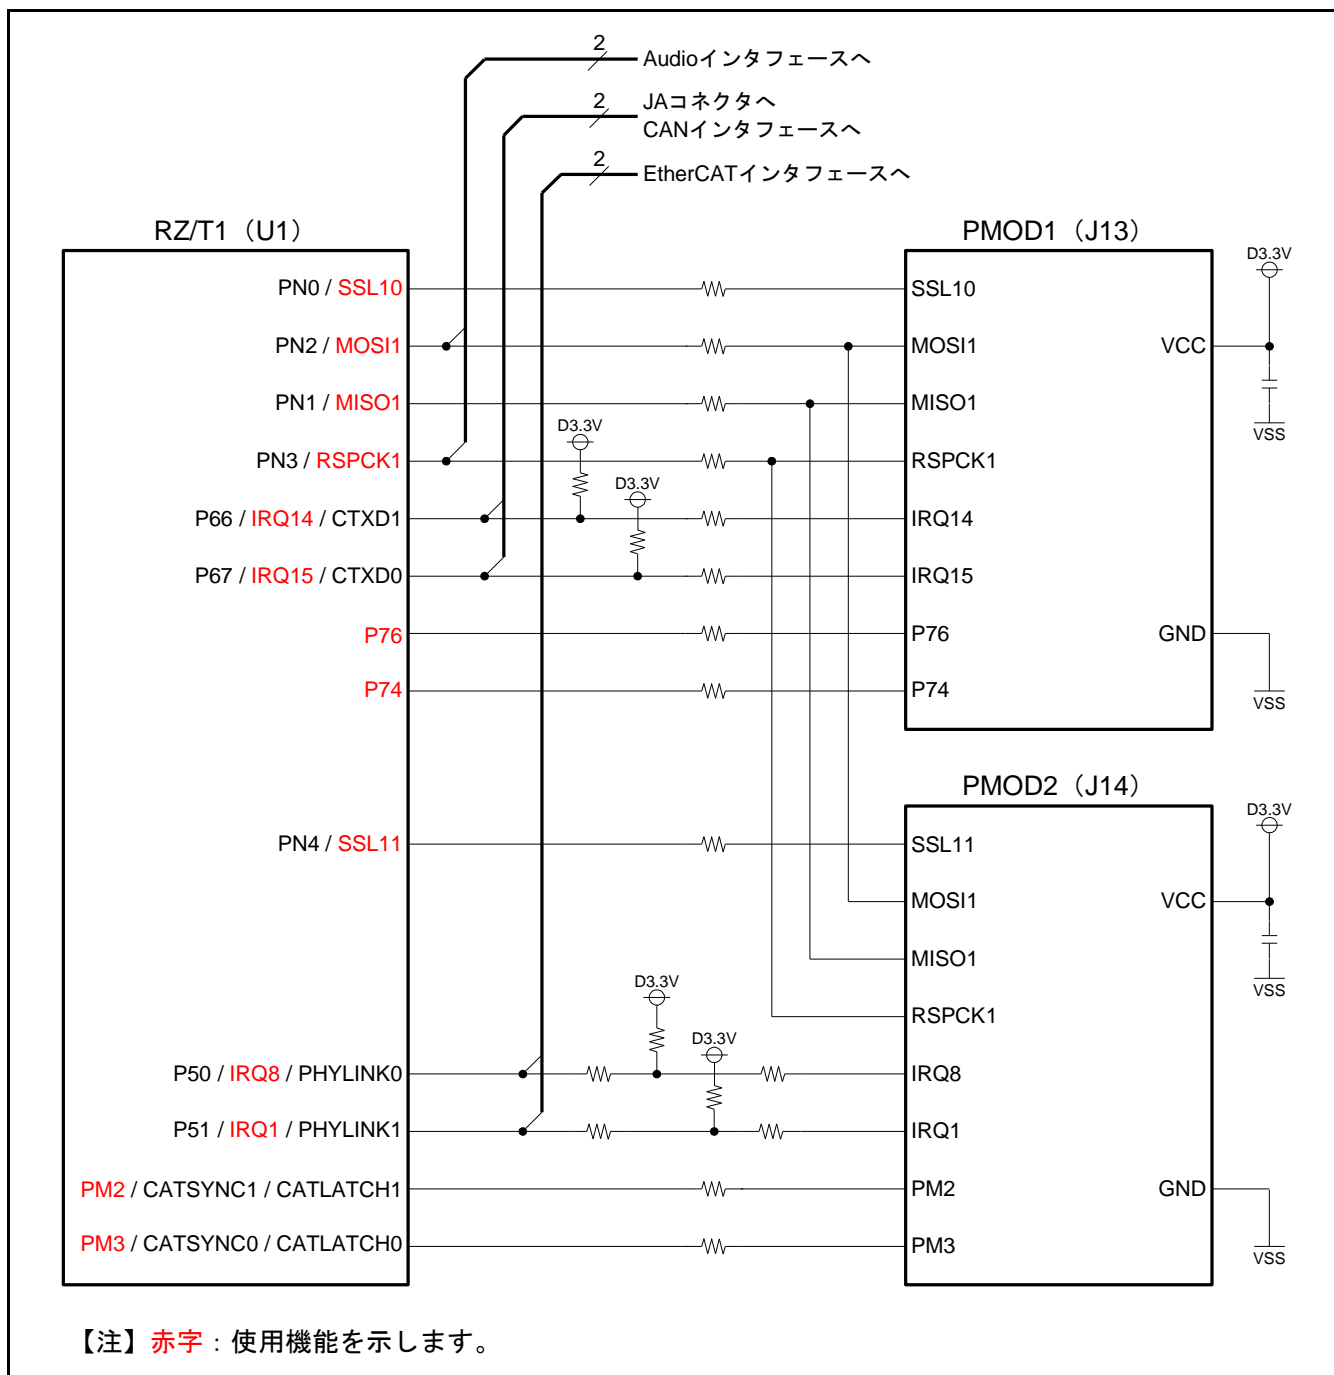 2
Audioインタフェースへ
2
JAコネクタへ
CANインタフェースへ
2
EtherCATインタフェースへ
RZ/T1（U1）
PMOD1（J13）
D3.3V
PN0 / SSL10
SSL10
PN2 / MOSI1
MOSI1
VCC
PN1 / MISO1
MISO1
D3.3V
VSS
PN3 / RSPCK1
RSPCK1
D3.3V
P66 / IRQ14 / CTXD1
IRQ14
P67 / IRQ15 / CTXD0
IRQ15
P76
P76
GND
P74
P74
VSS
PMOD2（J14）
D3.3V
PN4 / SSL11
SSL11
MOSI1
VCC
MISO1
D3.3V
VSS
RSPCK1
D3.3V
P50 / IRQ8 / PHYLINK0
IRQ8
P51 / IRQ1 / PHYLINK1
IRQ1
PM2 / CATSYNC1 / CATLATCH1
PM2
GND
PM3 / CATSYNC0 / CATLATCH0
PM3
VSS
【注】赤字：使用機能を示します。